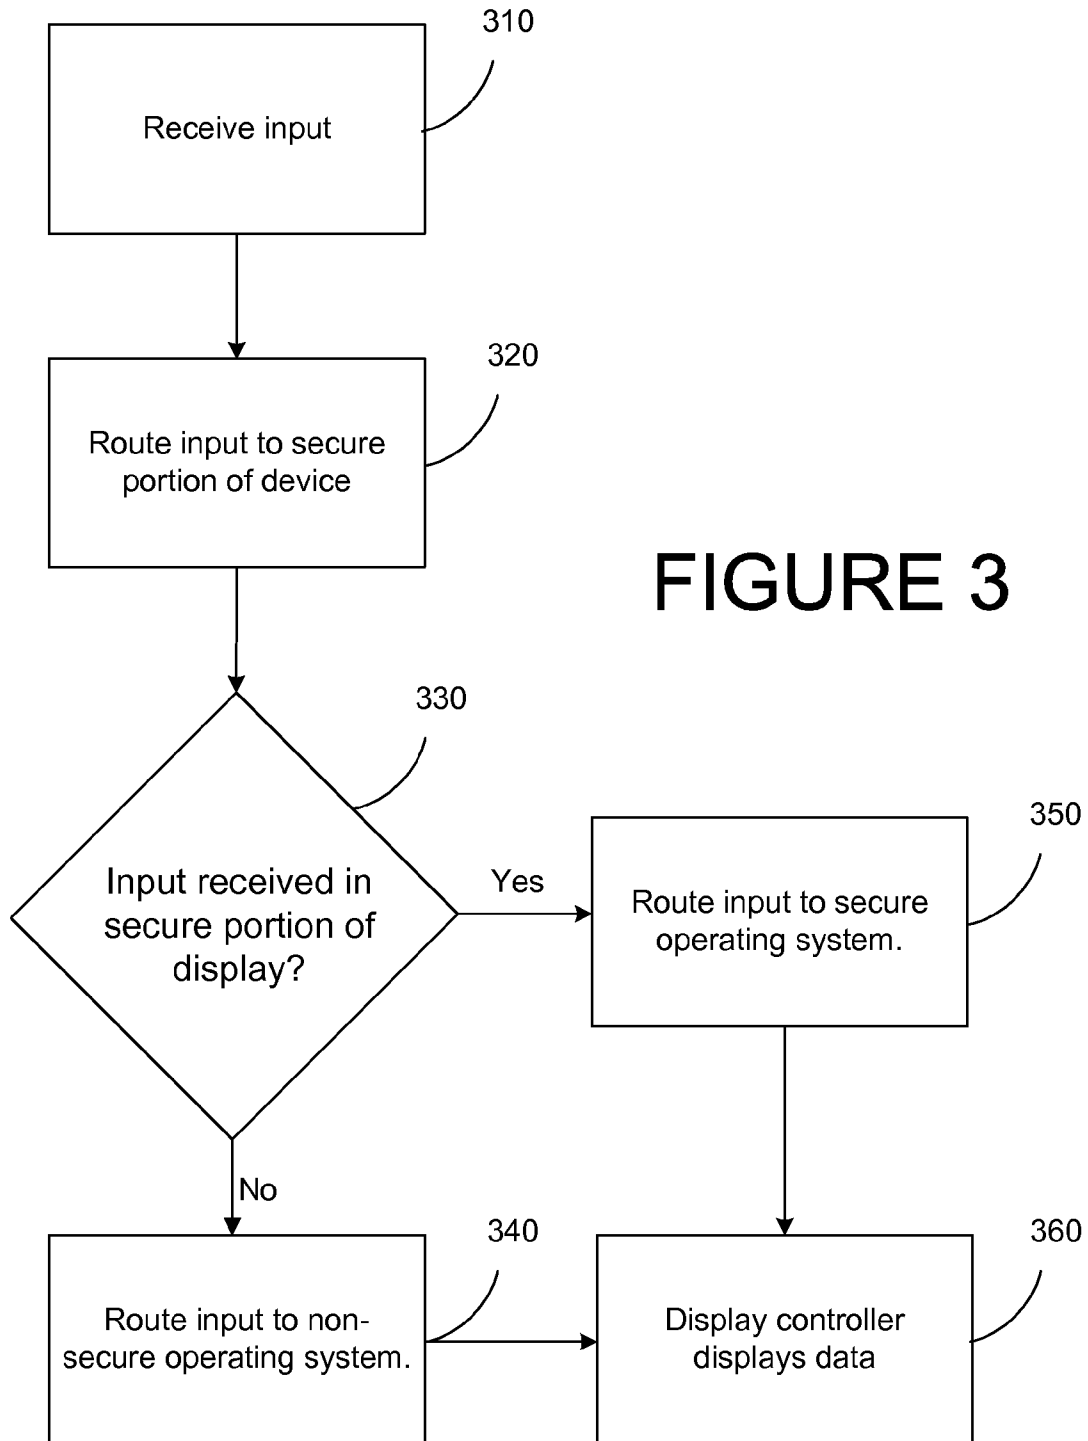 310
Receive input
320
Route input to secure
portion of device
FIGURE 3
330
Input received in
secure portion of
display?
Yes
350
Route input to secure
operating system.
No
340
Route input to non-
secure operating system.
360
Display controller
displays data